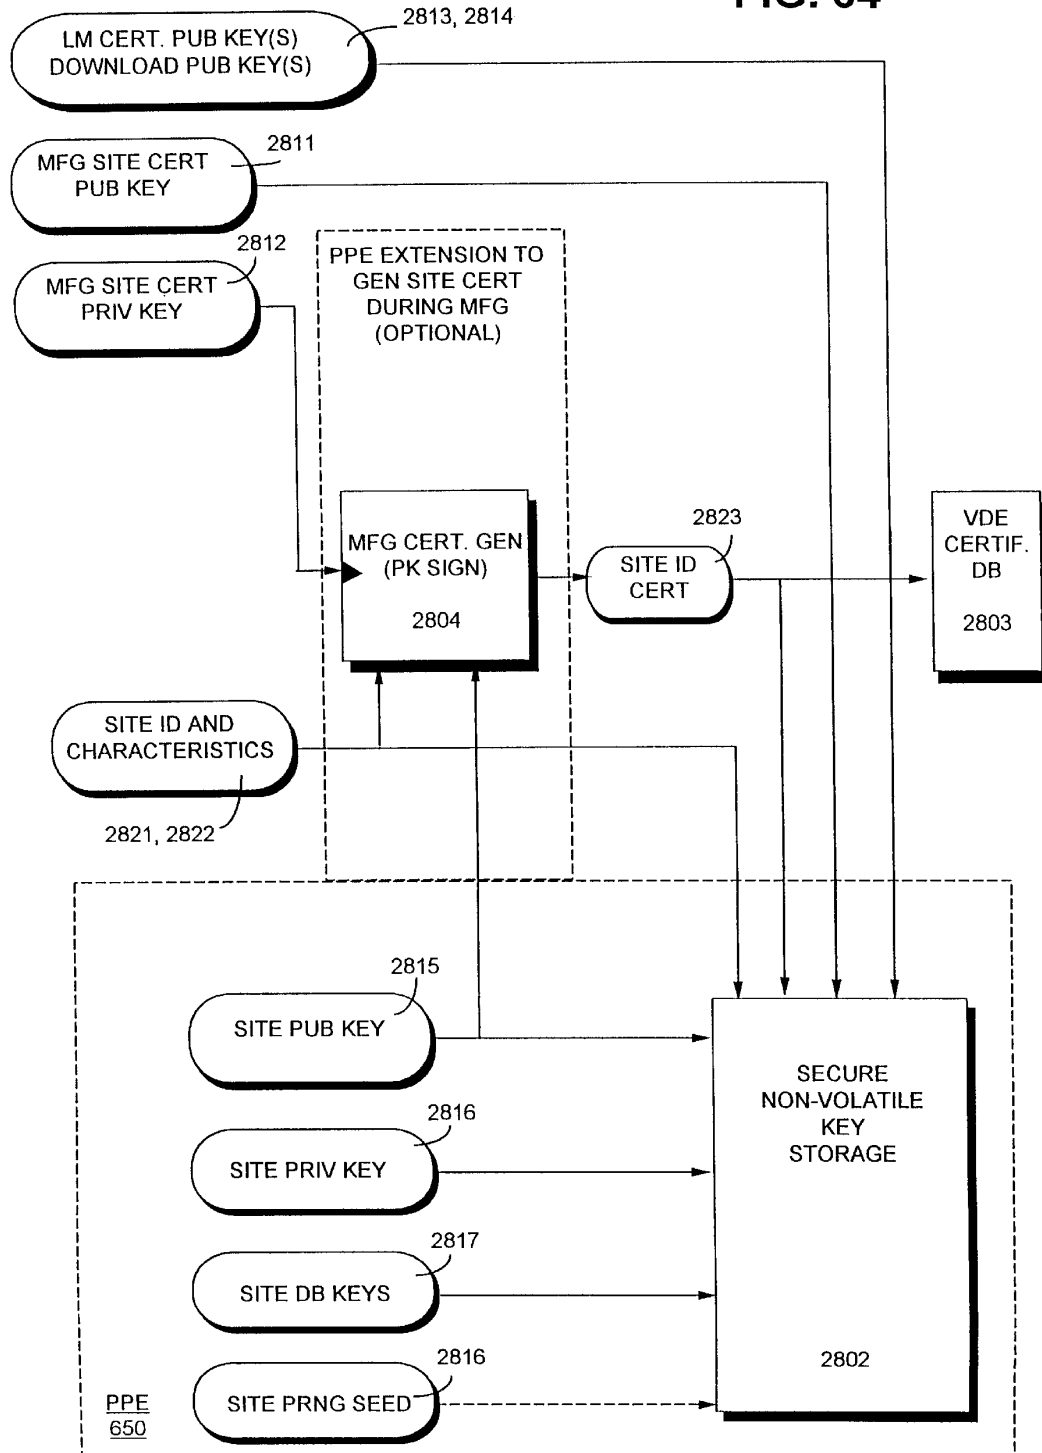 FIG. 64
2813, 2814
LM CERT. PUB KEY(S)
DOWNLOAD PUB KEY(S)
2811
MFG SITE CERT
PUB KEY
2812
MFG SITE CERT
PRIV KEY
PPE EXTENSION TO
GEN SITE CERT
DURING MFG
(OPTIONAL)
MFG CERT. GEN
(PK SIGN)
2804
2823
SITE ID
CERT
VDE
CERTIF.
DB
2803
SITE ID AND
CHARACTERISTICS
2821, 2822
2815
SITE PUB KEY
2816
SITE PRIV KEY
2817
SITE DB KEYS
2816
SITE PRNG SEED
SECURE
NON-VOLATILE
KEY
STORAGE
2802
PPE
650